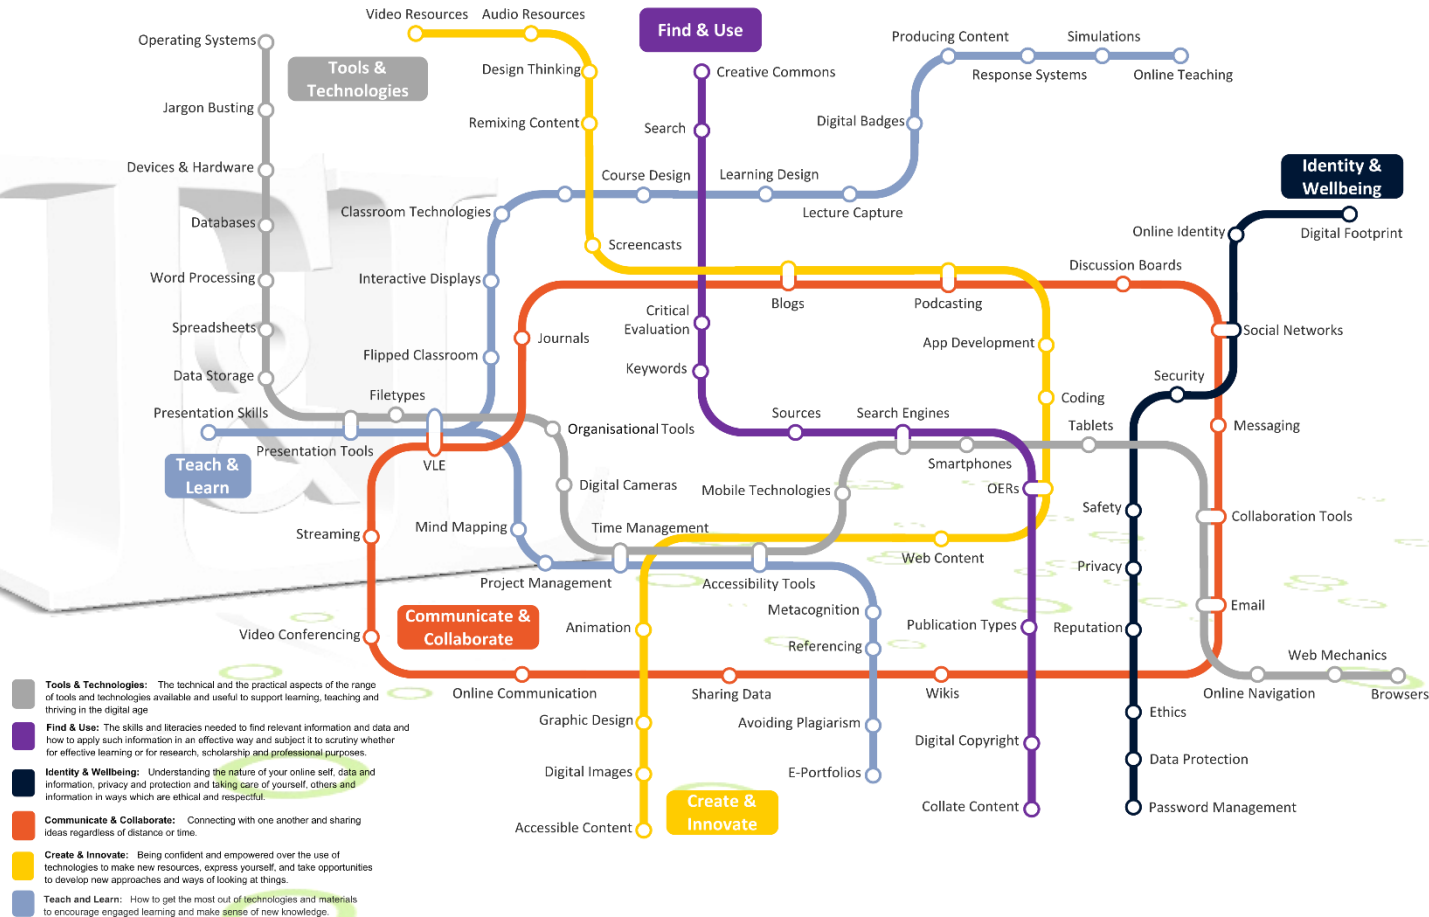 Video Resources
Audio Resources
Operating Systems
Tools &
Technologies
Find & Use
Producing Content
Simulations
Design Thinking
Creative Commons
Response Systems
Online Teaching
Jargon Busting
Remixing Content
Search
Digital Badges
Devices & Hardware
Course Design
Learning Design
Identity &
Wellbeing
Databases
Classroom Technologies
Lecture Capture
Online Identity
Digital Footprint
Screencasts
Word Processing
Interactive Displays
Discussion Boards
Blogs
Podcasting
Critical
Evaluation
Spreadsheets
Journals
Social Networks
App Development
Flipped Classroom
Keywords
Data Storage
Security
Filetypes
Coding
Presentation Skills
Sources
Search Engines
Tablets
Messaging
Organisational Tools
Presentation Tools
VLE
Teach &
Learn
Smartphones
Digital Cameras
Mobile Technologies
OERs
Safety
Collaboration Tools
Streaming
Mind Mapping
Time Management
Web Content
Privacy
Project Management
Accessibility Tools
Metacognition
Email
Communicate &
Collaborate
Animation
Publication Types
Reputation
Video Conferencing
Referencing
Web Mechanics
Online Communication
Sharing Data
Wikis
Online Navigation
Browsers
Graphic Design
Avoiding Plagiarism
Ethics
Digital Copyright
Data Protection
Digital Images
E-Portfolios
Create &
Innovate
Collate Content
Password Management
Accessible Content
Tools & Technologies: The technical and the practical aspects of the range
of tools and technologies available and useful to support learning, teaching and
thriving in the digital age
Find & Use: The skills and literacies needed to find relevant information and data and
how to apply such information in an effective way and subject it to scrutiny whether
for effective learning or for research, scholarship and professional purposes.
Identity & Wellbeing: Understanding the nature of your online self, data and
information, privacy and protection and taking care of yourself, others and
information in ways which are ethical and respectful.
Communicate & Collaborate: Connecting with one another and sharing
ideas regardless of distance or time.
Create & Innovate: Being confident and empowered over the use of
technologies to make new resources, express yourself, and take opportunities
to develop new approaches and ways of looking at things.
Teach and Learn: How to get the most out of technologies and materials
to encourage engaged learning and make sense of new knowledge.